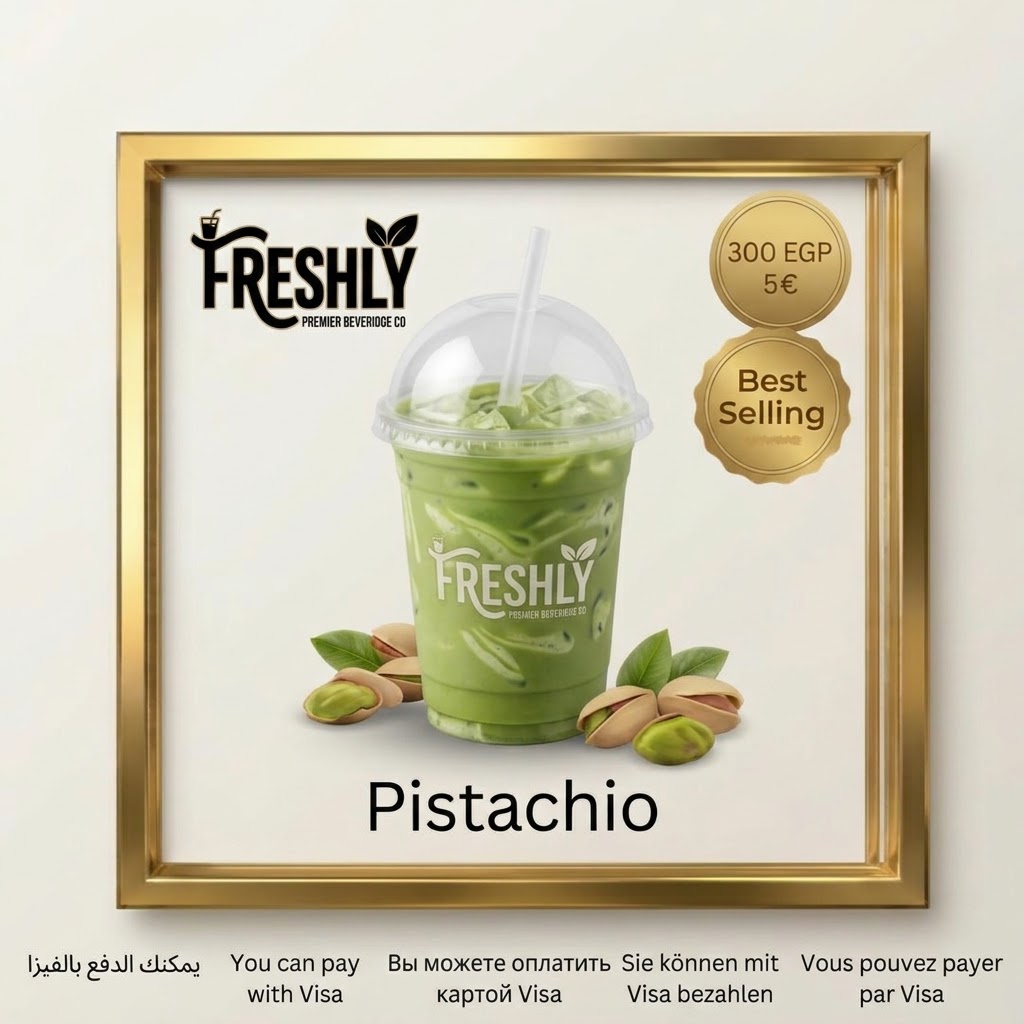 FRESHLY
PREMIER BEVERIDGE CO
300 EGP
5€
Best
Selling
FRESHLY
Pistachio
يمكنك الدفع بالفيزا
You can pay
with Visa
Вы можете оплатить
картой Visa
Sie können mit
Visa bezahlen
Vous pouvez payer
par Visa